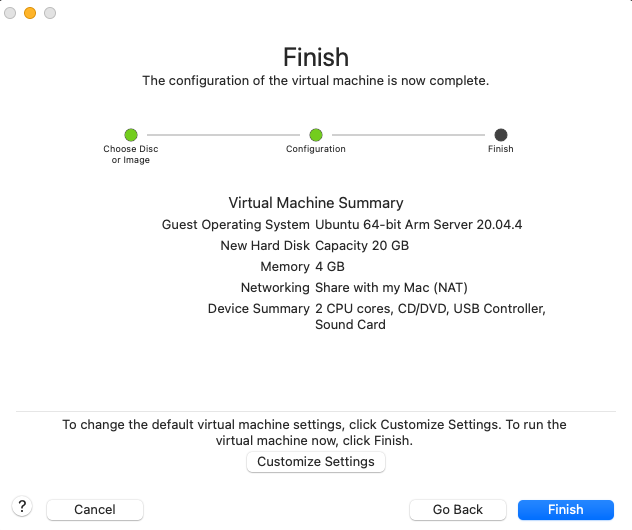 Finish
The configuration of the virtual machine is now complete.
Choose Disc
or Image
Configuration
Finish
Virtual Machine Summary
Guest Operating System Ubuntu 64-bit Arm Server 20.04.4
New Hard Disk Capacity 20 GB
Memory 4 GB
Networking Share with my Mac (NAT)
Device Summary 2 CPU cores, CD/DVD, USB Controller,
Sound Card
To change the default virtual machine settings, click Customize Settings. To run the
virtual machine now, click Finish.
Customize Settings
? Cancel Go Back Finish